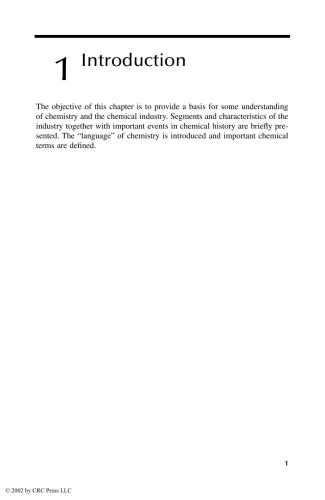 1 Introduction
The objective of this chapter is to provide a basis for some understanding
of chemistry and the chemical industry. Segments and characteristics of the
industry together with important events in chemical history are briefly pre-
sented. The “language” of chemistry is introduced and important chemical
terms are defined.
1
© 2002 by CRC Press LLC